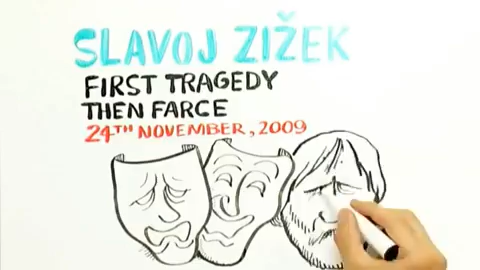 SLAVOJ ZIŽEK
FIRST TRAGEDY
THEN FARCE
24TH NOVEMBER, 2009